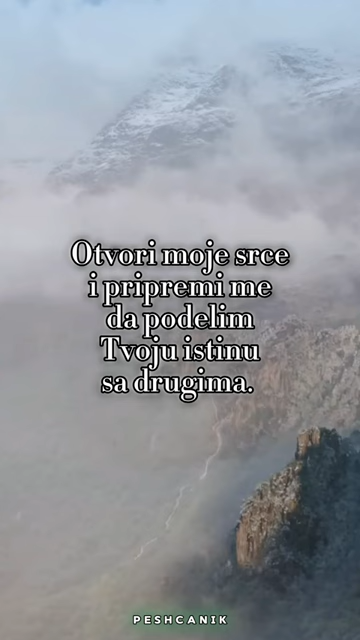 Otvori moje srce
i pripremi me
da podelim
Tvoju istinu
sa drugima.
PESHCANIK